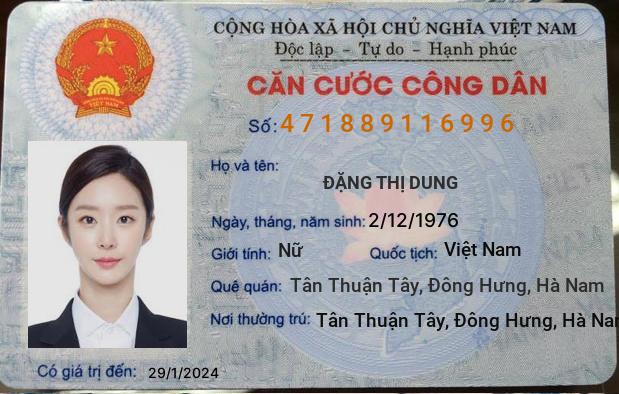 CỘNG HÒA XÃ HỘI CHỦ NGHĨA VIỆT NAM
Độc lập - Tự do - Hạnh phúc
CĂN CƯỚC CÔNG DÂN
Số: 471889116996
Họ và tên:
ĐẶNG THỊ DUNG
Ngày, tháng, năm sinh: 2/12/1976
Giới tính: Nữ Quốc tịch: Việt Nam
Quê quán: Tân Thuận Tây, Đông Hưng, Hà Nam
Nơi thường trú: Tân Thuận Tây, Đông Hưng, Hà Nam
Có giá trị đến: 29/1/2024
VIỆT NAM